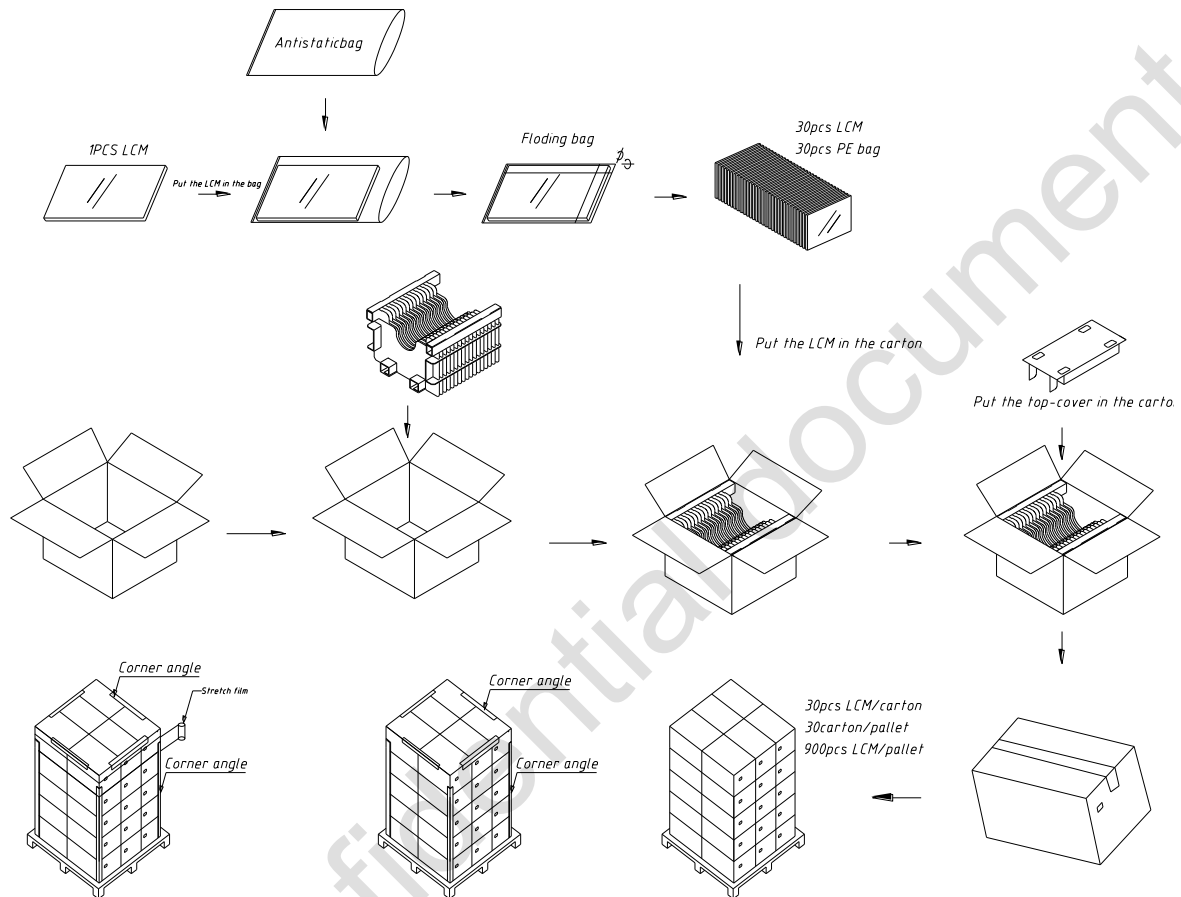 Antistaticbag
1PCS LCM
Put the LCM in the bag
Floding bag
30pcs LCM
30pcs PE bag
Put the LCM in the carton
Put the top-cover in the carto
Corner angle
Stretch film
Corner angle
Corner angle
Corner angle
30pcs LCM/carton
30carton/pallet
900pcs LCM/pallet
fidential document